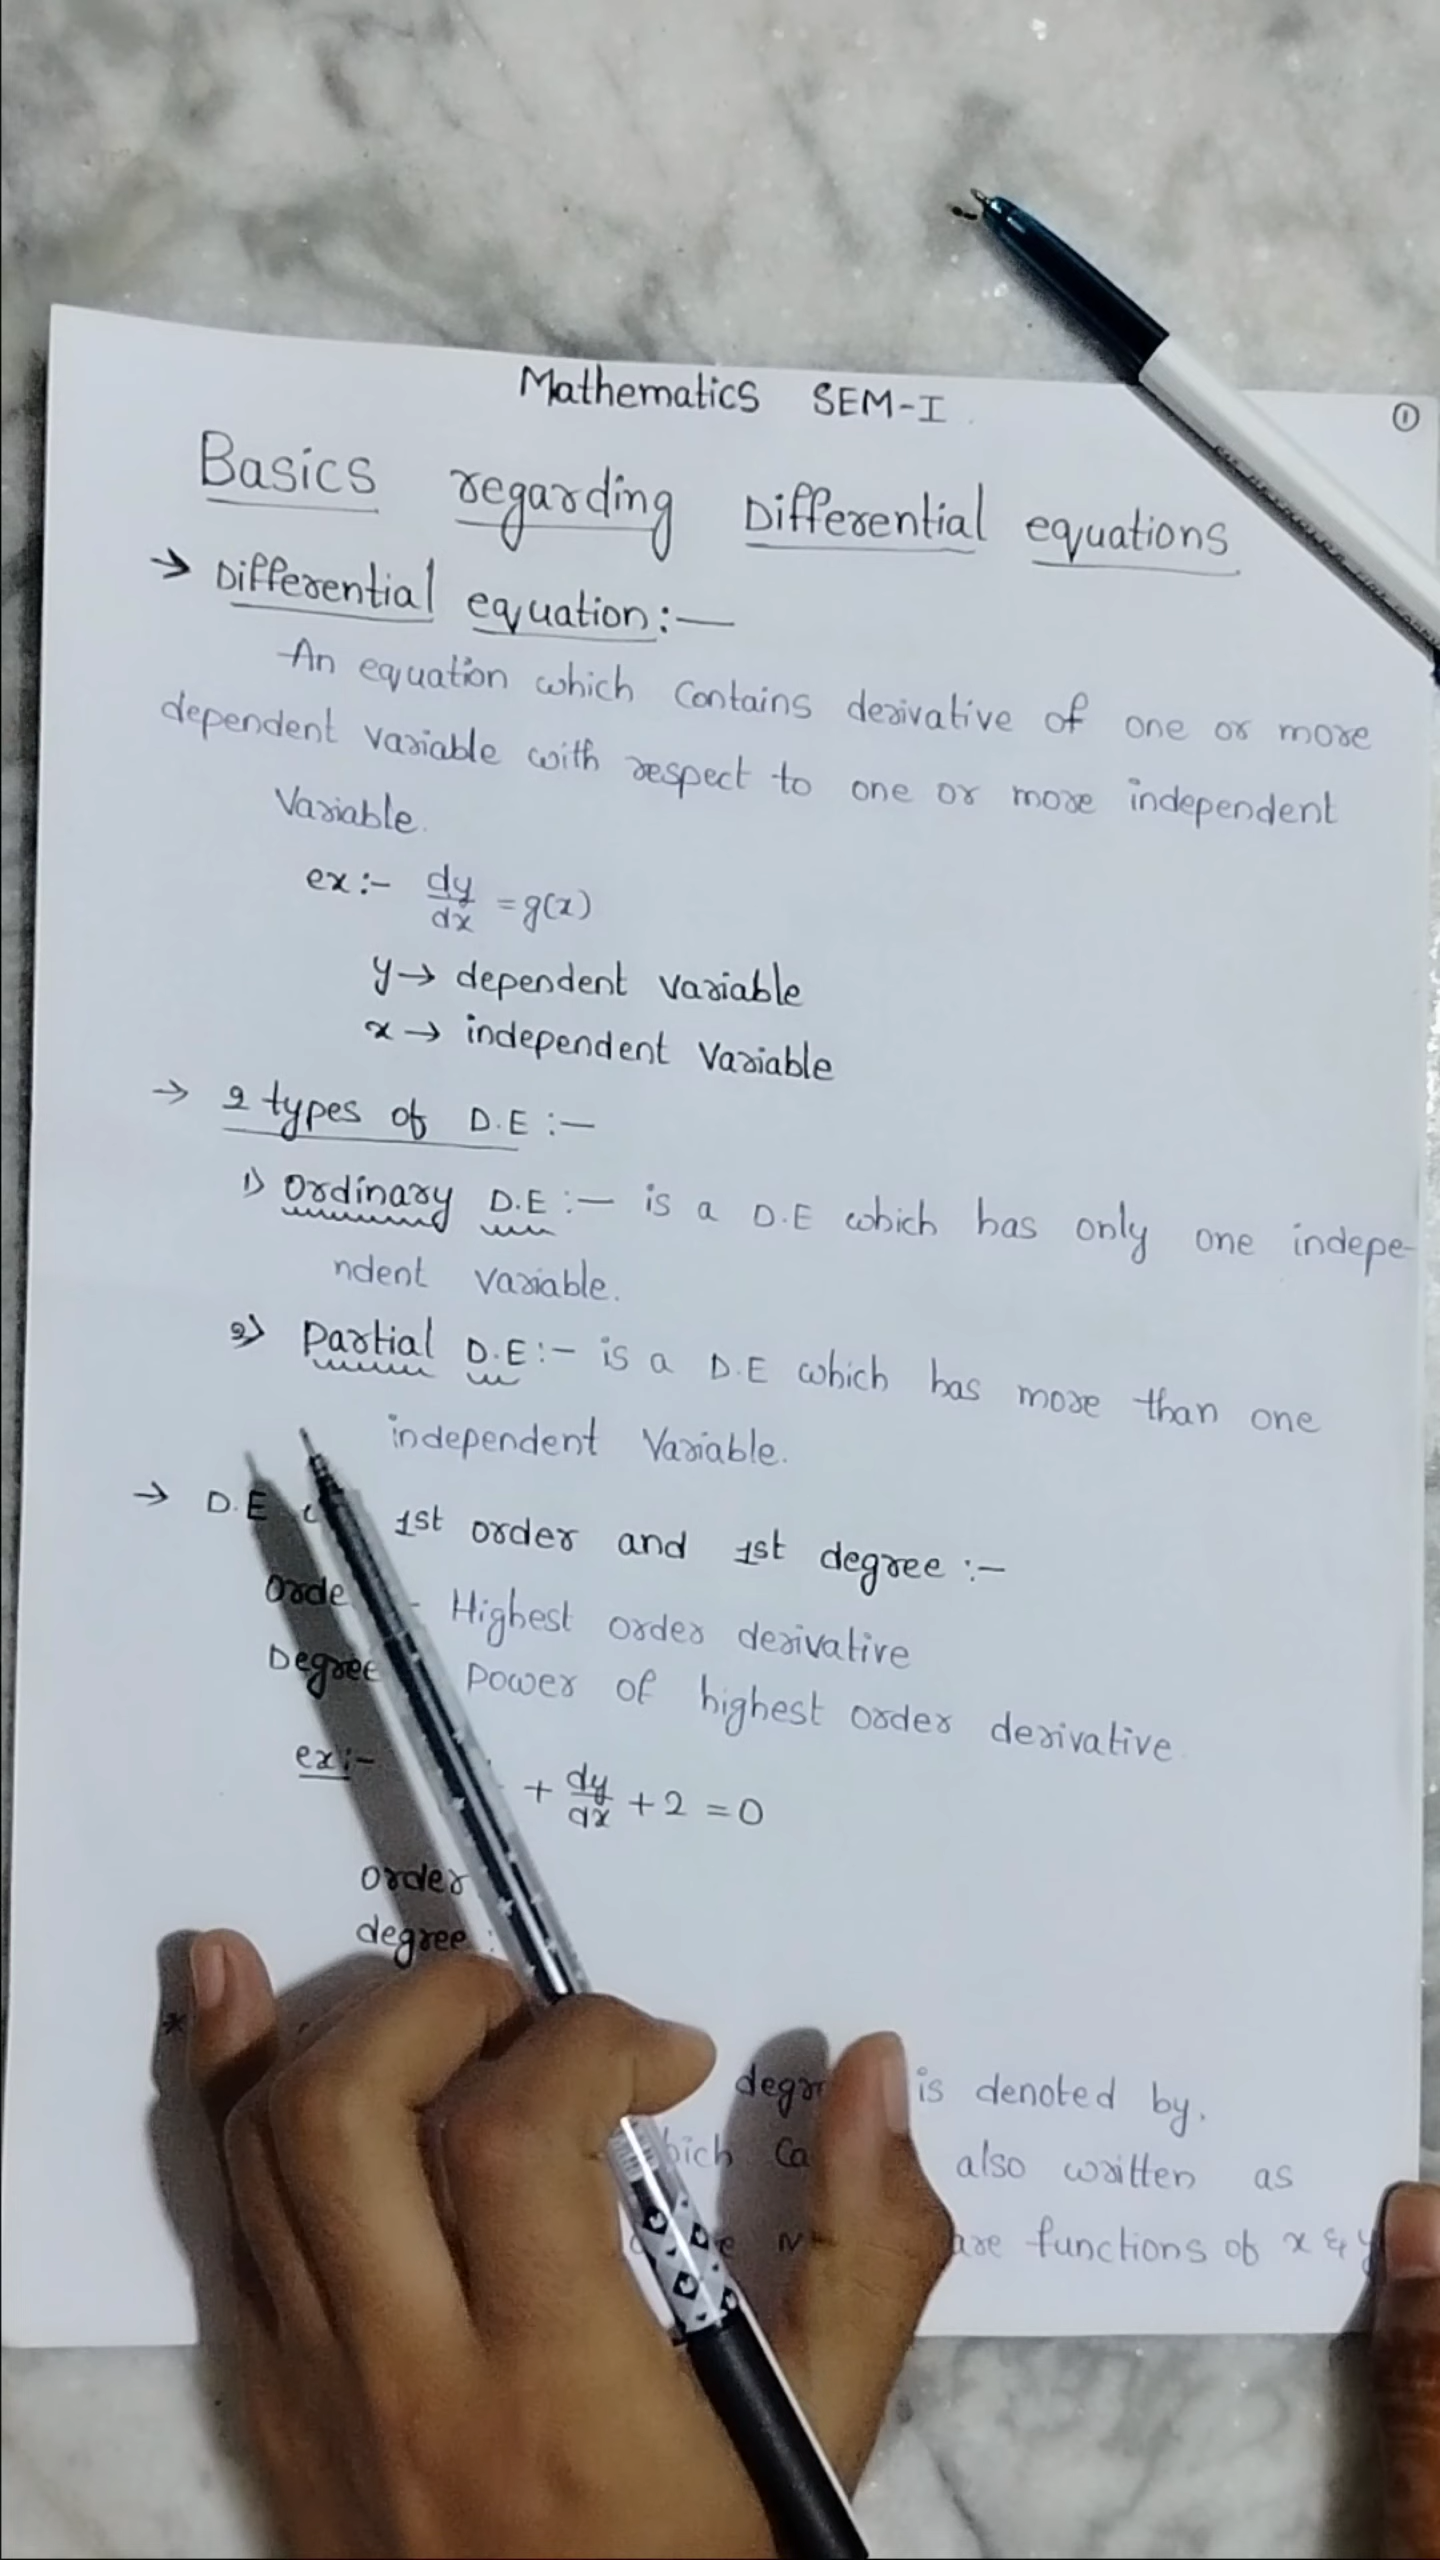 Mathematics SEM-I
①
Basics regarding Differential equations
→ Differential equation:—
An equation which contains derivative of one or more
dependent variable with respect to one or more independent
Variable.
ex:- dy/dx = g(x)
y → dependent variable
x → independent variable
→ 2 types of D.E :—
1) Ordinary D.E :— is a D.E which has only one indepe-
ndent variable.
2) Partial D.E:- is a D.E which has more than one
independent Variable.
→ D.E 1st order and 1st degree :-
Highest order derivative
Degree power of highest order derivative
ex:- + dy/dx + 2 = 0
order
degree :
is denoted by.
also written as
are functions of x &